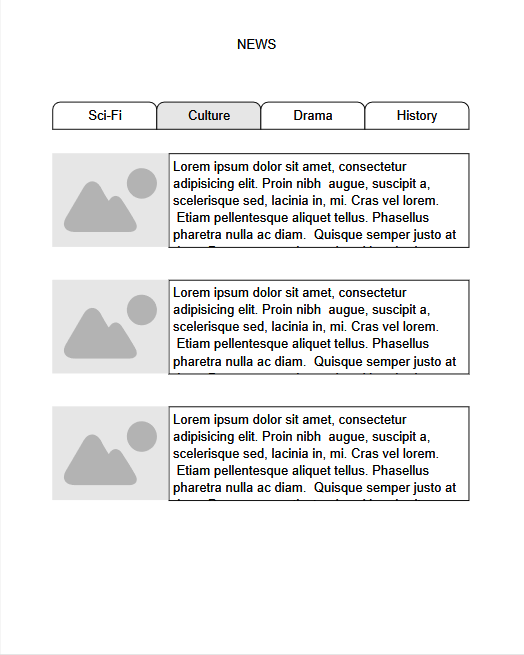 NEWS
Sci-Fi
Culture
Drama
History
Lorem ipsum dolor sit amet, consectetur
adipisicing elit. Proin nibh  augue, suscipit a,
scelerisque sed, lacinia in, mi. Cras vel lorem.
Etiam pellentesque aliquet tellus. Phasellus
pharetra nulla ac diam.  Quisque semper justo at
Lorem ipsum dolor sit amet, consectetur
adipisicing elit. Proin nibh  augue, suscipit a,
scelerisque sed, lacinia in, mi. Cras vel lorem.
Etiam pellentesque aliquet tellus. Phasellus
pharetra nulla ac diam.  Quisque semper justo at
Lorem ipsum dolor sit amet, consectetur
adipisicing elit. Proin nibh  augue, suscipit a,
scelerisque sed, lacinia in, mi. Cras vel lorem.
Etiam pellentesque aliquet tellus. Phasellus
pharetra nulla ac diam.  Quisque semper justo at